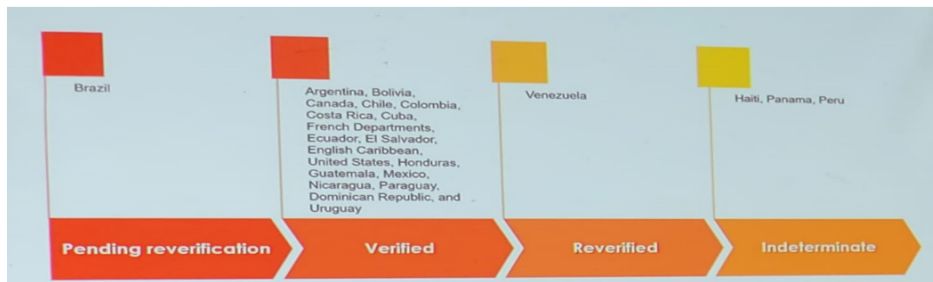 Brazil
Argentina, Bolivia,
Canada, Chile, Colombia,
Costa Rica, Cuba,
French Departments,
Ecuador, El Salvador,
English Caribbean,
United States, Honduras,
Guatemala, Mexico,
Nicaragua, Paraguay,
Dominican Republic, and
Uruguay
Venezuela
Haiti, Panama, Peru
Pending reverification
Verified
Reverified
Indeterminate